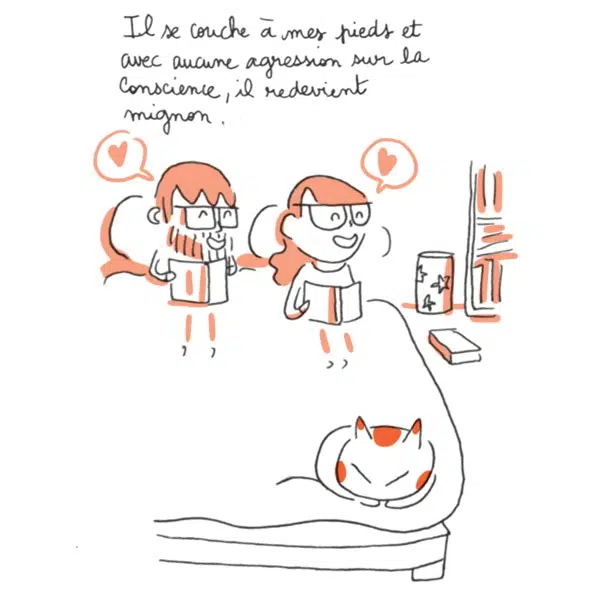 Il se couche à mes pieds et
avec aucune agression sur la
conscience, il redevient
mignon.